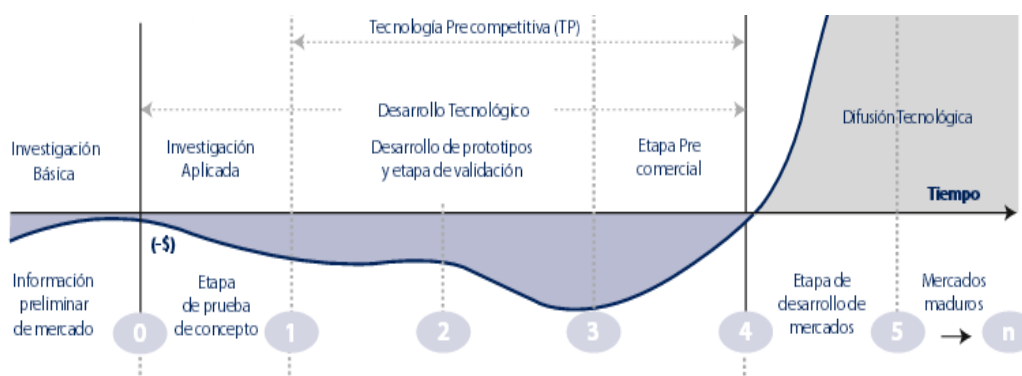 Tecnología Precompetitiva (TP)
Desarrollo Tecnológico
Difusión Tecnológica
Investigación
Básica
Investigación
Aplicada
Desarrollo de prototipos
y etapa de validación
Etapa Pre
comercial
Tiempo
(-$)
Información
preliminar
de mercado
Etapa
de prueba
de concepto
Etapa de
desarrollo de
mercados
Mercados
maduros
0
1
2
3
4
5
n